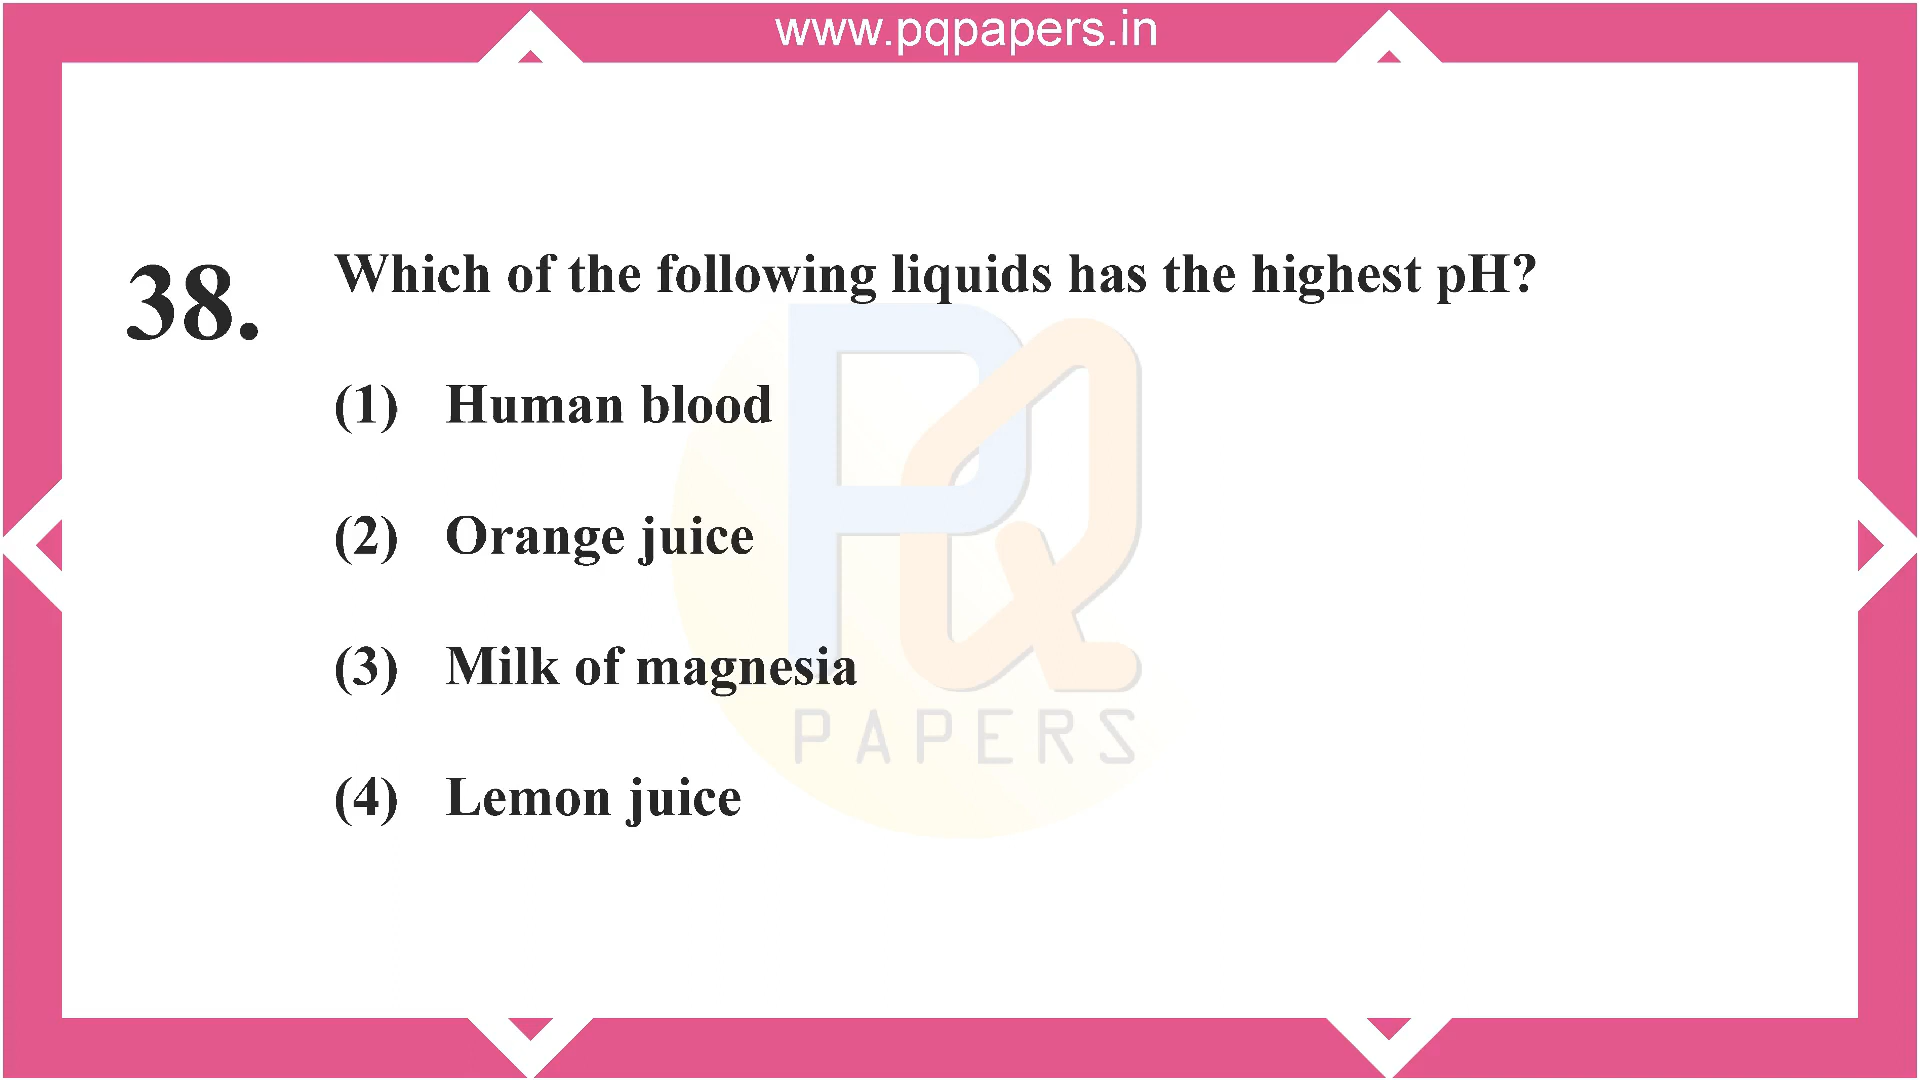 www.pqpapers.in
38. Which of the following liquids has the highest pH?
(1) Human blood
(2) Orange juice
(3) Milk of magnesia
(4) Lemon juice
PQ
PAPERS